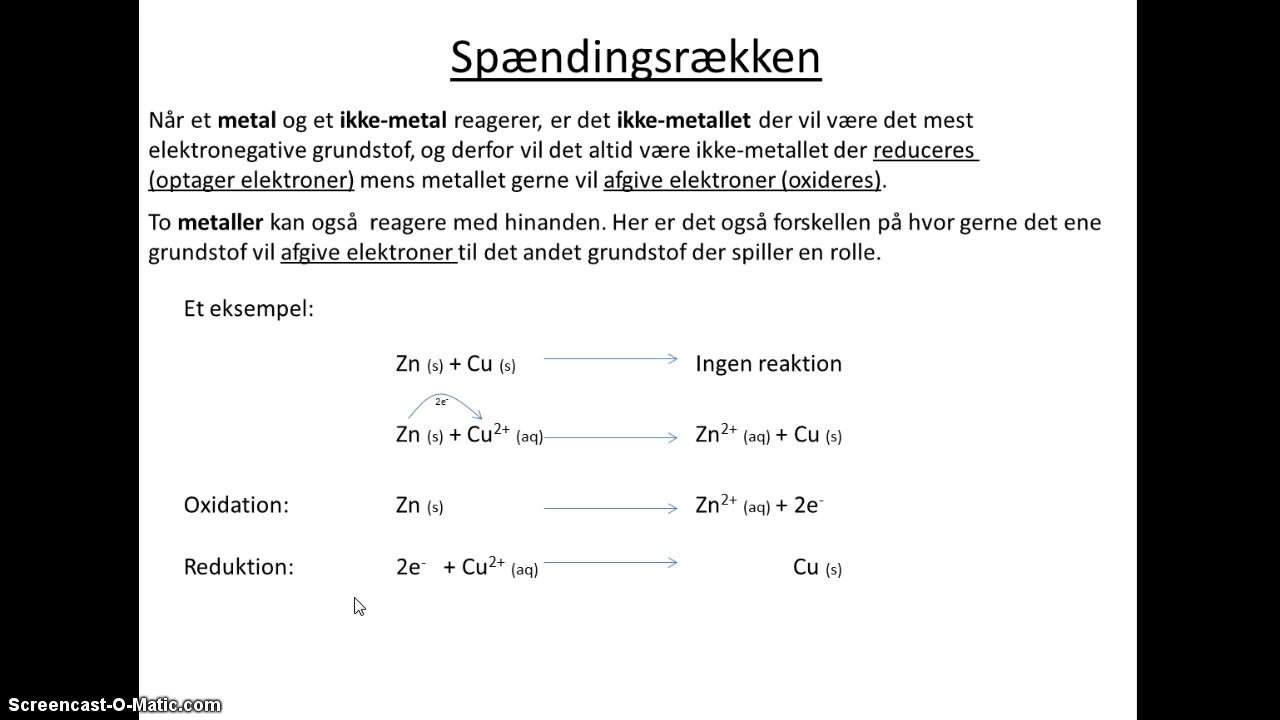 Spændingsrækken
Når et metal og et ikke-metal reagerer, er det ikke-metallet der vil være det mest
elektronegative grundstof, og derfor vil det altid være ikke-metallet der reduceres
(optager elektroner) mens metallet gerne vil afgive elektroner (oxideres).
To metaller kan også reagere med hinanden. Her er det også forskellen på hvor gerne det ene
grundstof vil afgive elektroner til det andet grundstof der spiller en rolle.
Et eksempel:
Zn (s) + Cu (s) → Ingen reaktion
2e⁻
Zn (s) + Cu²⁺ (aq) → Zn²⁺ (aq) + Cu (s)
Oxidation: Zn (s) → Zn²⁺ (aq) + 2e⁻
Reduktion: 2e⁻ + Cu²⁺ (aq) → Cu (s)
Screencast-O-Matic.com